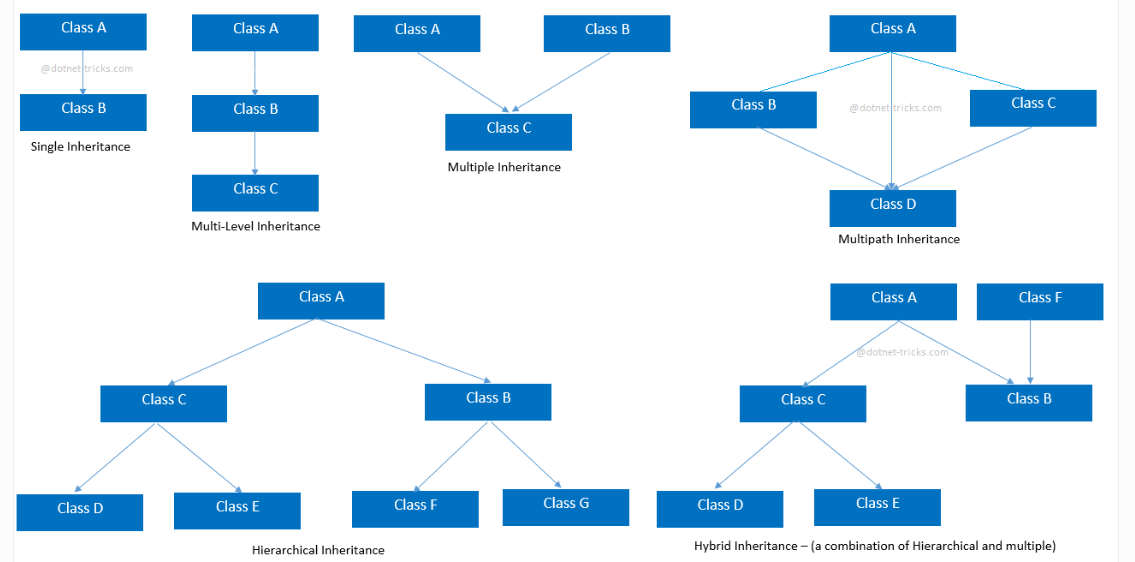 Class A
@dotnet-tricks.com
Class B
Single Inheritance
Class A
Class B
Class C
Multi-Level Inheritance
Class A
Class B
Class C
Multiple Inheritance
Class A
Class B
@dotnet-tricks.com
Class C
Class D
Multipath Inheritance
Class A
Class C
Class B
Class D
Class E
Class F
Class G
Hierarchical Inheritance
Class A
Class F
@dotnet-tricks.com
Class C
Class B
Class D
Class E
Hybrid Inheritance – (a combination of Hierarchical and multiple)